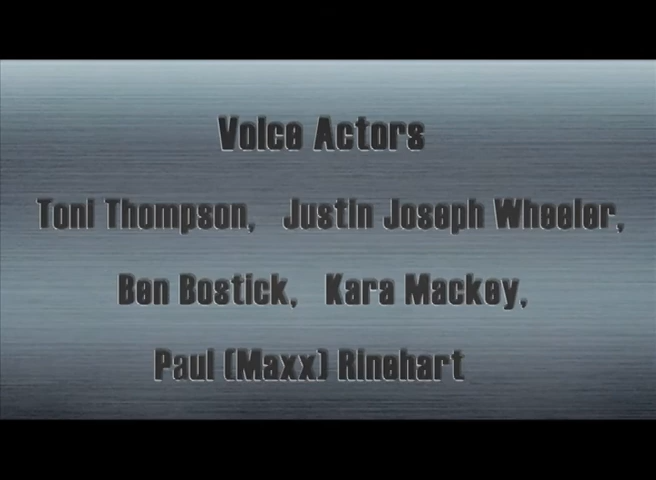 Voice Actors
Toni Thompson, Justin Joseph Wheeler,
Ben Bostick, Kara Mackey,
Paul (Maxx) Rinehart